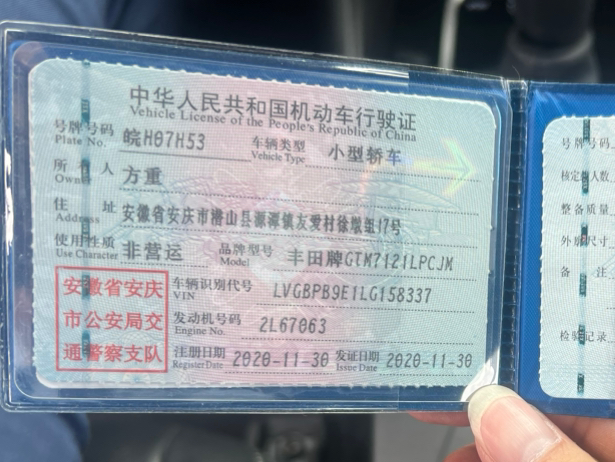 中华人民共和国机动车行驶证
Vehicle License of the People's Republic of China
号牌号码 Plate No. 皖H07H53 车辆类型 Vehicle Type 小型轿车
所有人 Owner 方重
住址 Address 安徽省安庆市潜山县源潭镇友爱村徐墩组17号
使用性质 Use Character 非营运 品牌型号 Model 丰田牌GTM7121LPCJM
安徽省安庆
市公安局交
通警察支队
车辆识别代号 VIN LVGBPB9E1LG158337
发动机号码 Engine No. 2L67063
注册日期 Register Date 2020-11-30 发证日期 Issue Date 2020-11-30
号牌号码
核定 人数
整备质量
外廓尺寸
备注
检验记录